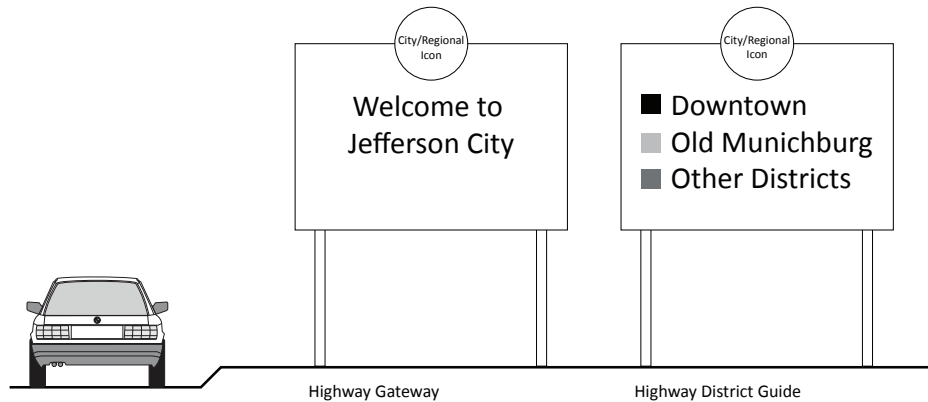 City/Regional
Icon
Welcome to
Jefferson City
City/Regional
Icon
Downtown
Old Munichburg
Other Districts
Highway Gateway
Highway District Guide